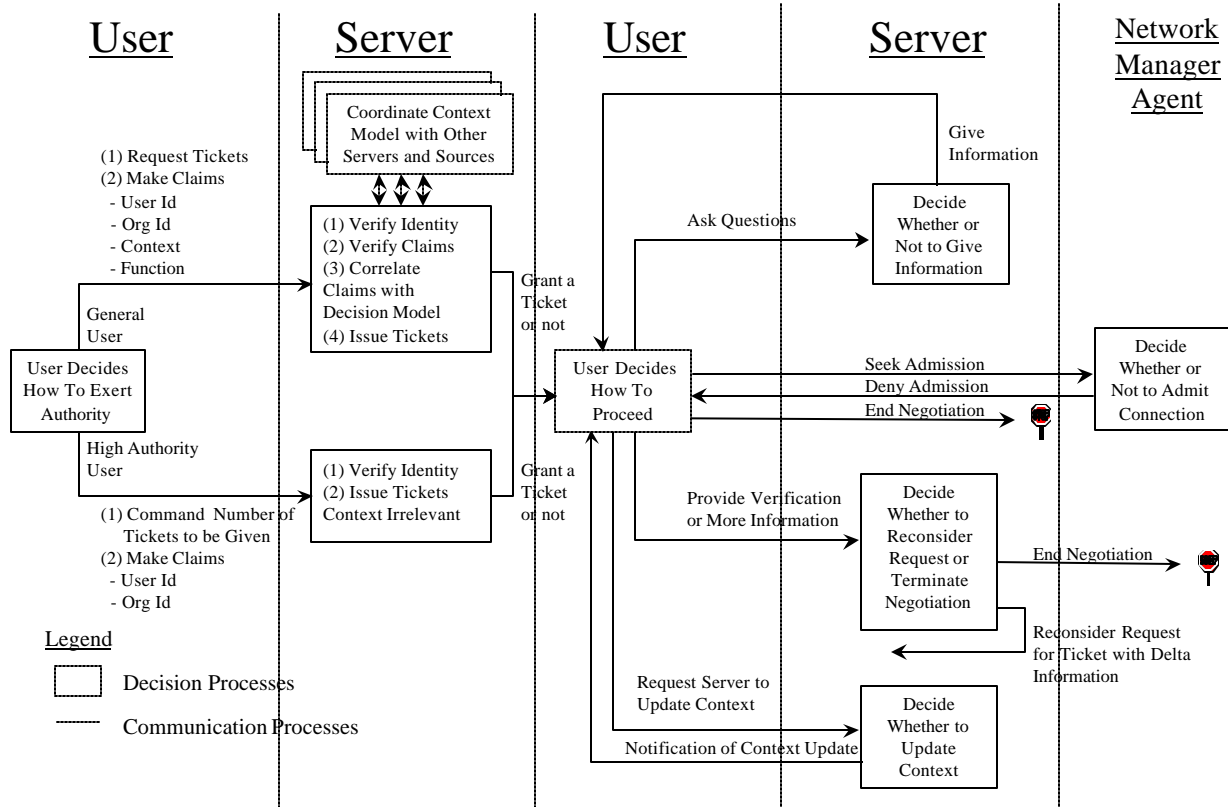 User
Server
User
Server
Network
Manager
Agent
Coordinate Context
Model with Other
Servers and Sources
(1) Request Tickets
(2) Make Claims
- User Id
- Org Id
- Context
- Function
(1) Verify Identity
(2) Verify Claims
(3) Correlate
Claims with
Decision Model
(4) Issue Tickets
Grant a
Ticket
or not
General
User
User Decides
How To Exert
Authority
High Authority
User
(1) Command Number of
Tickets to be Given
(2) Make Claims
- User Id
- Org Id
(1) Verify Identity
(2) Issue Tickets
Context Irrelevant
Grant a
Ticket
or not
Give
Information
Ask Questions
Decide
Whether or
Not to Give
Information
User Decides
How To
Proceed
Seek Admission
Deny Admission
End Negotiation
Decide
Whether or
Not to Admit
Connection
Provide Verification
or More Information
Decide
Whether to
Reconsider
Request or
Terminate
Negotiation
End Negotiation
Reconsider Request
for Ticket with Delta
Information
Request Server to
Update Context
Notification of Context Update
Decide
Whether to
Update
Context
Legend
Decision Processes
Communication Processes